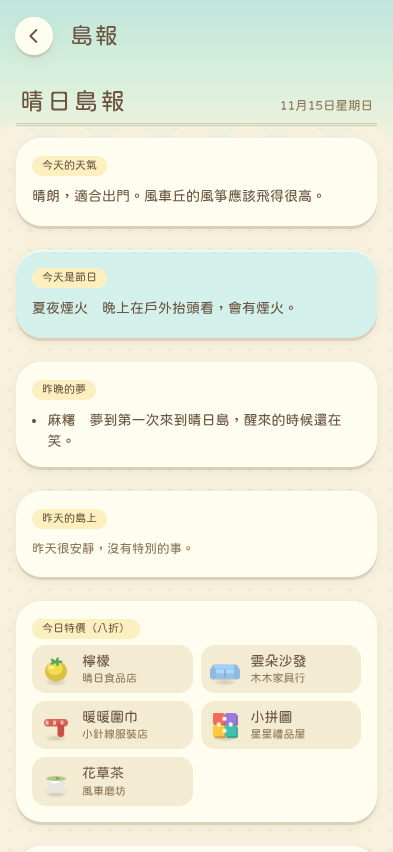 島報
晴日島報
11月15日星期日
今天的天氣
晴朗，適合出門。風車丘的風箏應該飛得很高。
今天是節日
夏夜煙火　晚上在戶外抬頭看，會有煙火。
昨晚的夢
• 麻糬　夢到第一次來到晴日島，醒來的時候還在
笑。
昨天的島上
昨天很安靜，沒有特別的事。
今日特價（八折）
檸檬
晴日食品店
雲朵沙發
木木家具行
暖暖圍巾
小針線服裝店
小拼圖
星星禮品屋
花草茶
風車磨坊